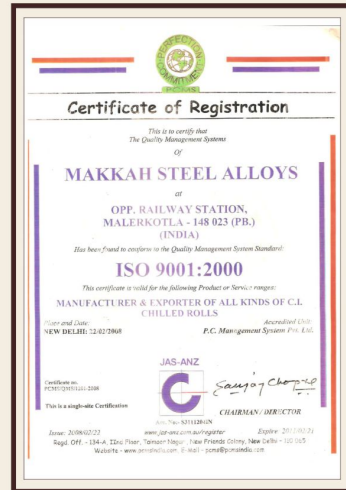 PERFECTION
COMMITMENT
PCMS
Certificate of Registration
This is to certify that
The Quality Management Systems
Of
MAKKAH STEEL ALLOYS
at
OPP. RAILWAY STATION,
MALERKOTLA - 148 023 (PB.)
(INDIA)
Has been found to conform to the Quality Management System Standard:
ISO 9001:2000
This certificate is valid for the following Product or Service ranges:
MANUFACTURER & EXPORTER OF ALL KINDS OF C.I.
CHILLED ROLLS
Place and Date: Accredited Unit:
NEW DELHI: 22/02/2008 P.C. Management System Pvt. Ltd.
JAS-ANZ
Certificate no.
This is a single-site Certification
CHAIRMAN / DIRECTOR
www.jas-anz.com.au/register
Issue: 2008/02/22 Expire:
Regd. Off. - 134-A, IInd Floor, Taimoor Nagar, New Friends Colony, New Delhi -
Website - www.pcmsindia.com, E-Mail - pcms@pcmsindia.com